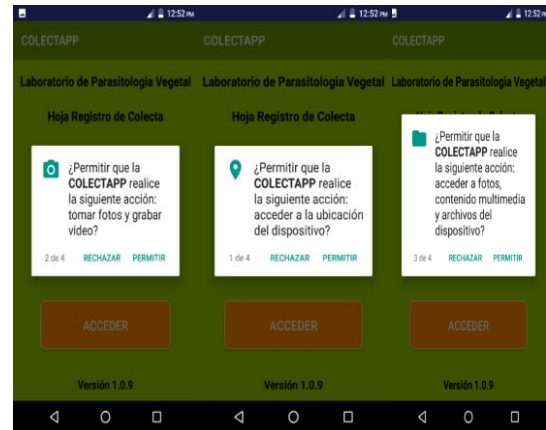 12:52 PM
COLECTAPP
Laboratorio de Parasitologia Vegetal
Hoja Registro de Colecta
¿Permitir que la
COLECTAPP realice
la siguiente acción:
tomar fotos y grabar
video?
2 de 4 RECHAZAR PERMITIR
ACCEDER
Versión 1.0.9
12:52 PM
COLECTAPP
Laboratorio de Parasitologia Vegetal
Hoja Registro de Colecta
¿Permitir que la
COLECTAPP realice
la siguiente acción:
acceder a la ubicación
del dispositivo?
1 de 4 RECHAZAR PERMITIR
ACCEDER
Versión 1.0.9
12:52 PM
COLECTAPP
Laboratorio de Parasitologia Vegetal
¿Permitir que la
COLECTAPP realice
la siguiente acción:
acceder a fotos,
contenido multimedia
y archivos del
dispositivo?
3 de 4 RECHAZAR PERMITIR
ACCEDER
Versión 1.0.9